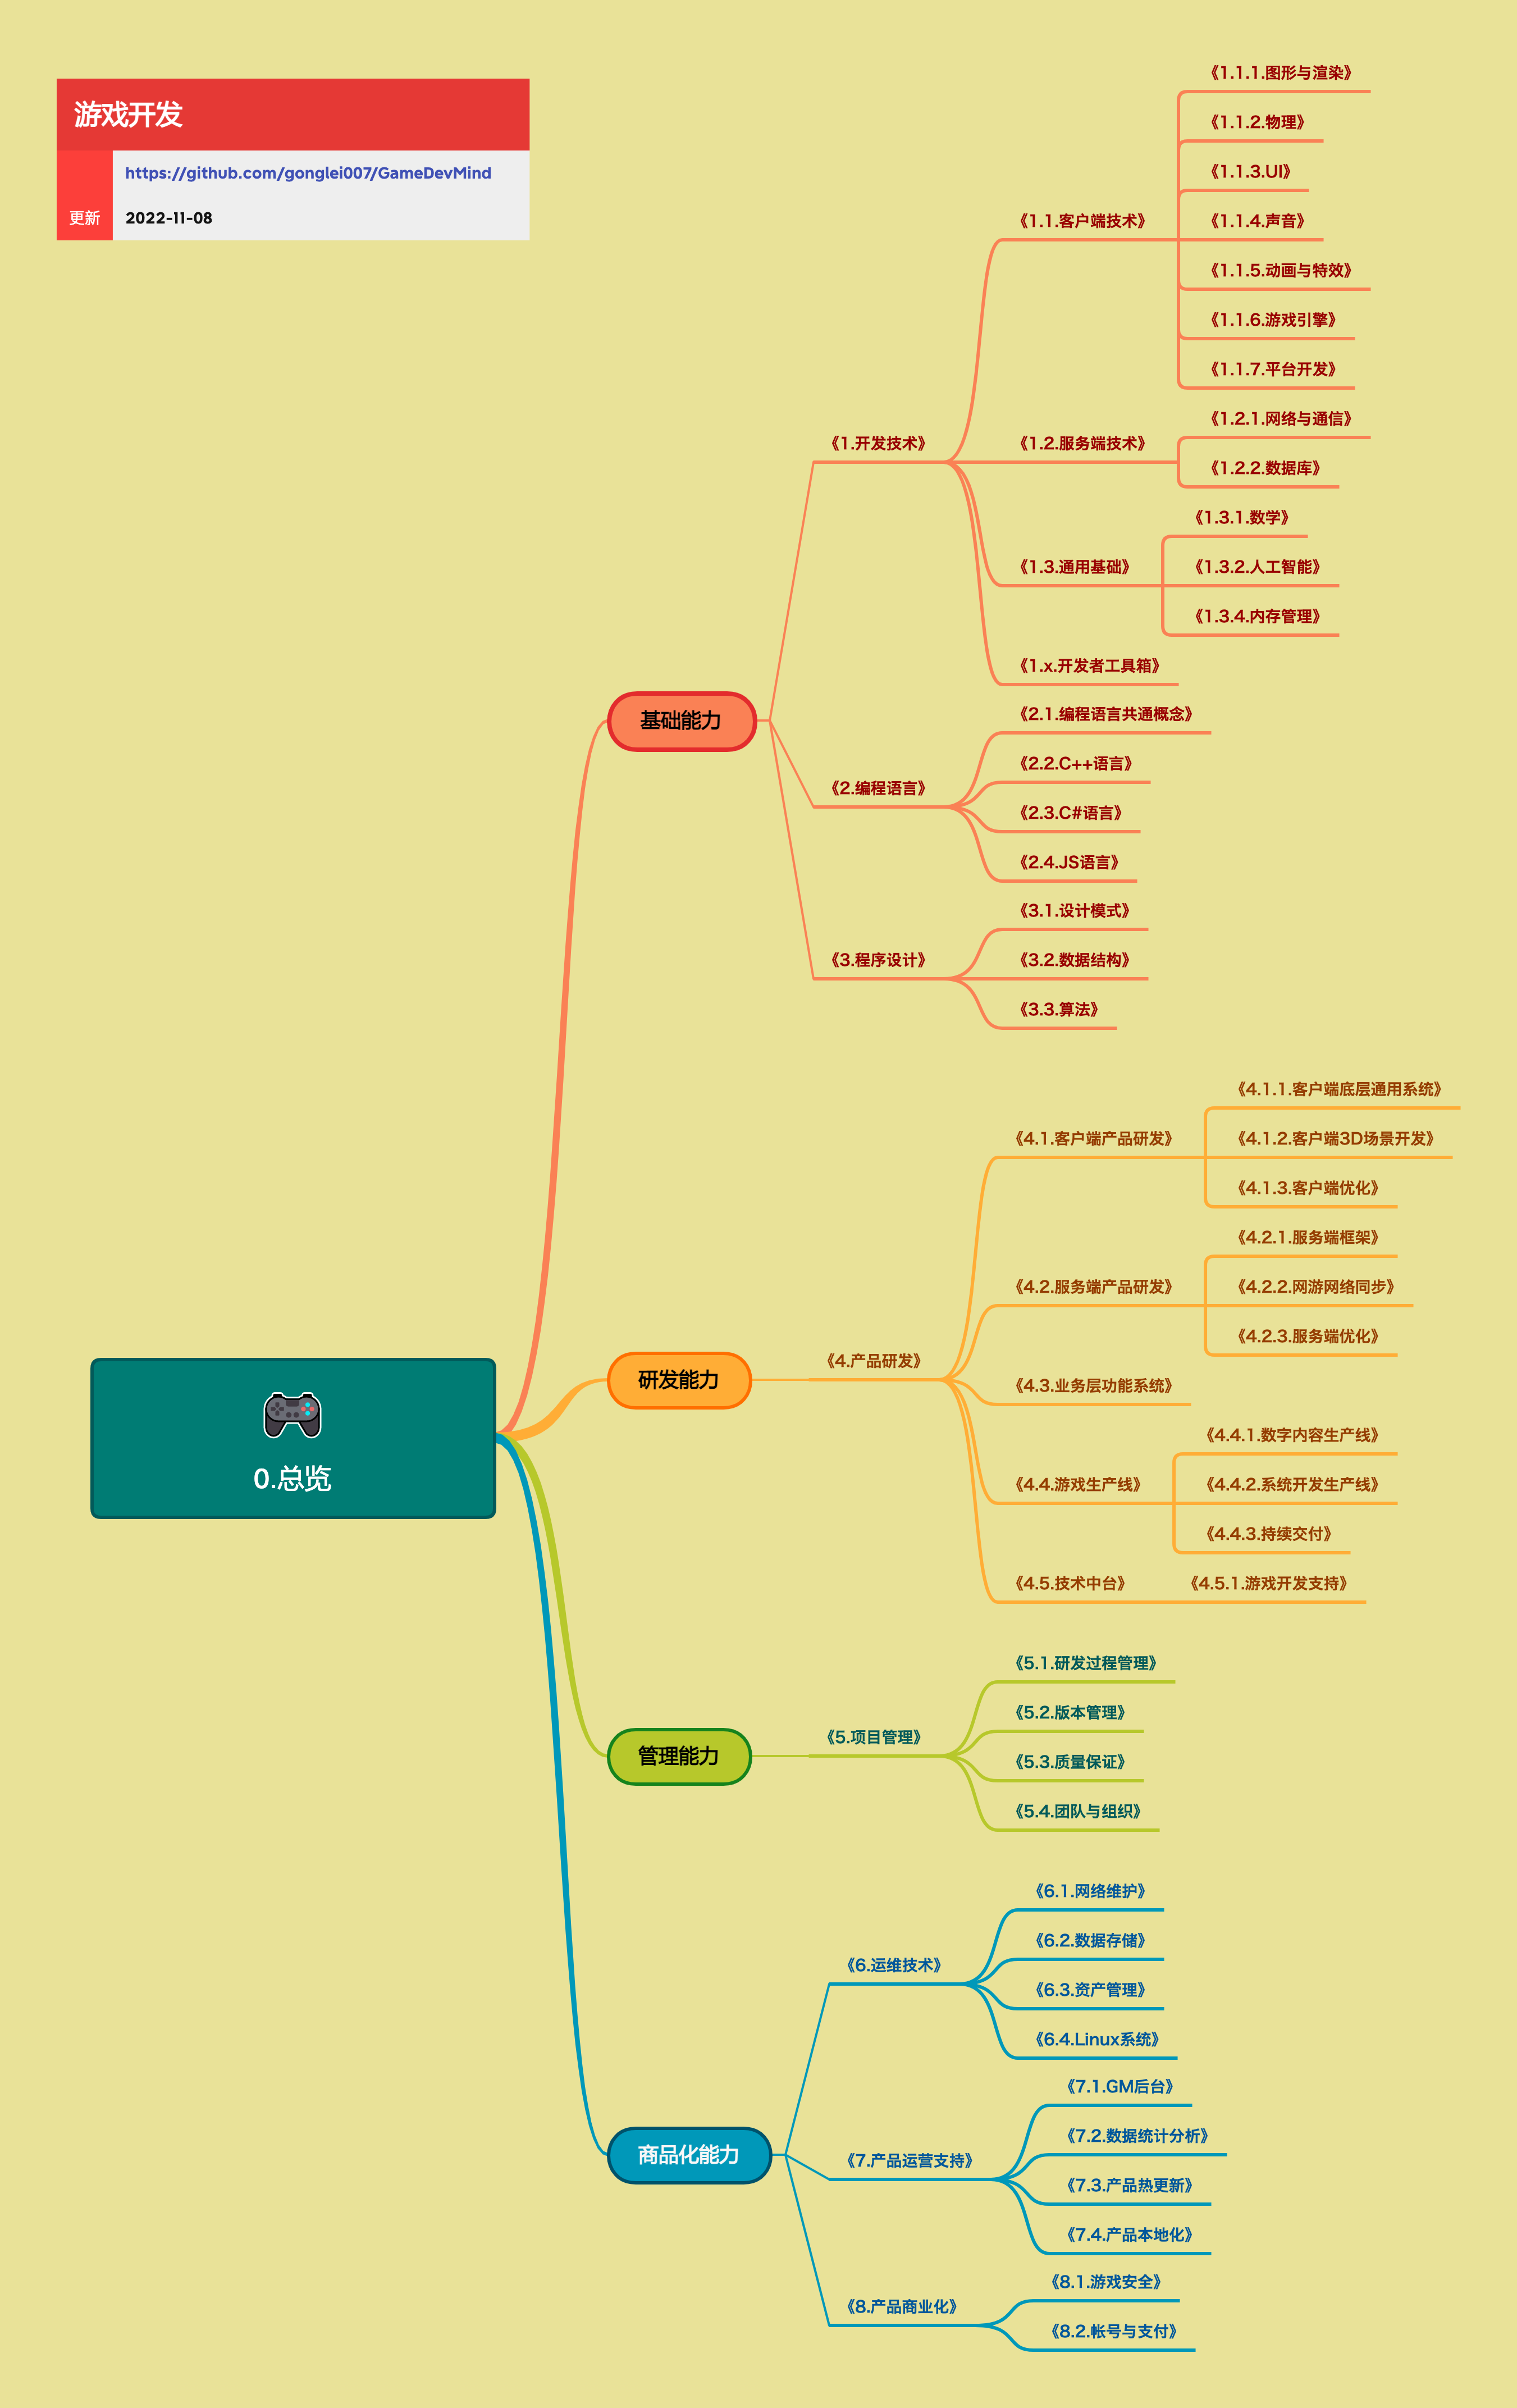 游戏开发
https://github.com/gonglei007/GameDevMind
更新 2022-11-08
0.总览
基础能力
《1.开发技术》
《1.1.客户端技术》
《1.1.1.图形与渲染》
《1.1.2.物理》
《1.1.3.UI》
《1.1.4.声音》
《1.1.5.动画与特效》
《1.1.6.游戏引擎》
《1.1.7.平台开发》
《1.2.服务端技术》
《1.2.1.网络与通信》
《1.2.2.数据库》
《1.3.通用基础》
《1.3.1.数学》
《1.3.2.人工智能》
《1.3.4.内存管理》
《1.x.开发者工具箱》
《2.编程语言》
《2.1.编程语言共通概念》
《2.2.C++语言》
《2.3.C#语言》
《2.4.JS语言》
《3.程序设计》
《3.1.设计模式》
《3.2.数据结构》
《3.3.算法》
研发能力
《4.产品研发》
《4.1.客户端产品研发》
《4.1.1.客户端底层通用系统》
《4.1.2.客户端3D场景开发》
《4.1.3.客户端优化》
《4.2.服务端产品研发》
《4.2.1.服务端框架》
《4.2.2.网游网络同步》
《4.2.3.服务端优化》
《4.3.业务层功能系统》
《4.4.游戏生产线》
《4.4.1.数字内容生产线》
《4.4.2.系统开发生产线》
《4.4.3.持续交付》
《4.5.技术中台》
《4.5.1.游戏开发支持》
管理能力
《5.项目管理》
《5.1.研发过程管理》
《5.2.版本管理》
《5.3.质量保证》
《5.4.团队与组织》
商品化能力
《6.运维技术》
《6.1.网络维护》
《6.2.数据存储》
《6.3.资产管理》
《6.4.Linux系统》
《7.产品运营支持》
《7.1.GM后台》
《7.2.数据统计分析》
《7.3.产品热更新》
《7.4.产品本地化》
《8.产品商业化》
《8.1.游戏安全》
《8.2.帐号与支付》